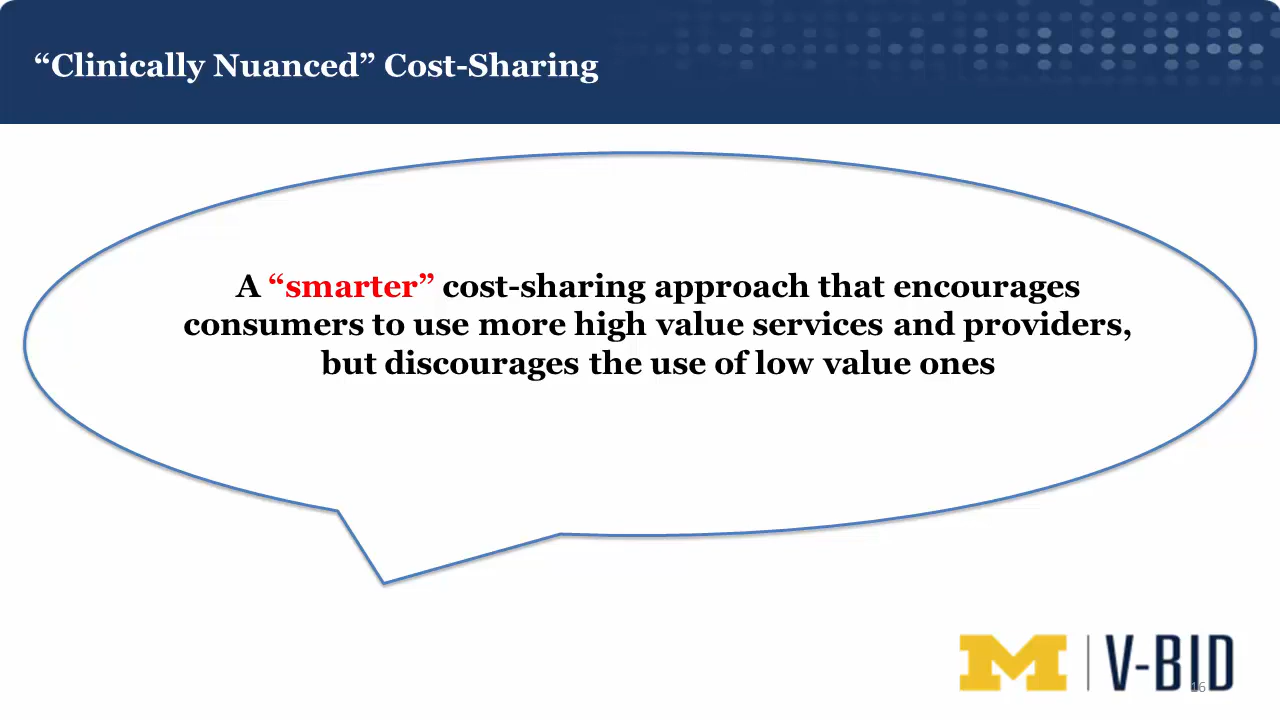 “Clinically Nuanced” Cost-Sharing
A “smarter” cost-sharing approach that encourages
consumers to use more high value services and providers,
but discourages the use of low value ones
M | V-BID
16